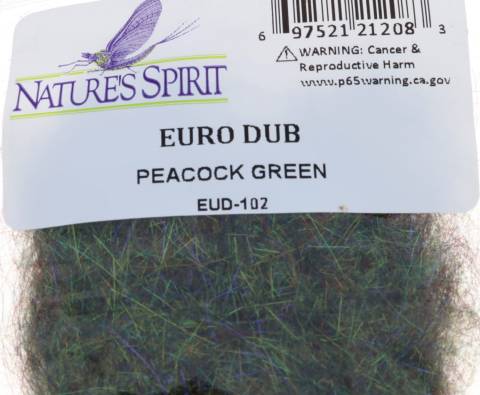 6 97521 21208 3
WARNING: Cancer &
Reproductive Harm
www.p65warning.ca.gov
NATURE'S SPIRIT
EURO DUB
PEACOCK GREEN
EUD-102